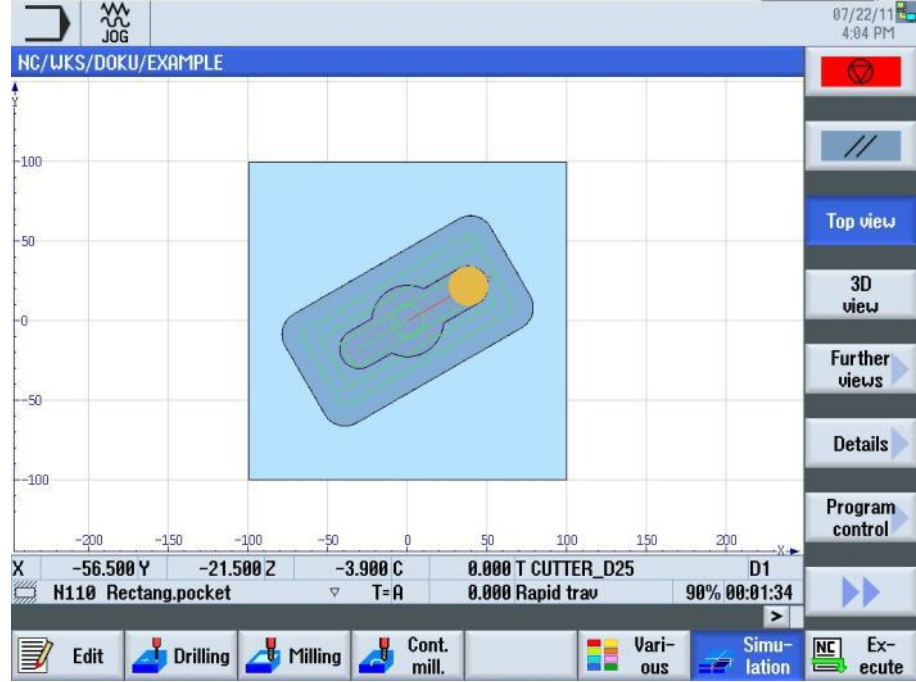 07/22/11
4:04 PM
JOG
NC/WKS/DOKU/EXAMPLE
Y
100
50
0
-50
-100
-200 -150 -100 -50 0 50 100 150 200
X
Top view
3D
view
Further
views
Details
Program
control
X -56.500 Y -21.500 Z -3.900 C 0.000 T CUTTER_D25 D1
N110 Rectang.pocket T=A 0.000 Rapid trav 90% 00:01:34
>
Edit
Drilling
Milling
Cont.
mill.
Vari-
ous
Simu-
lation
NC
Ex-
ecute